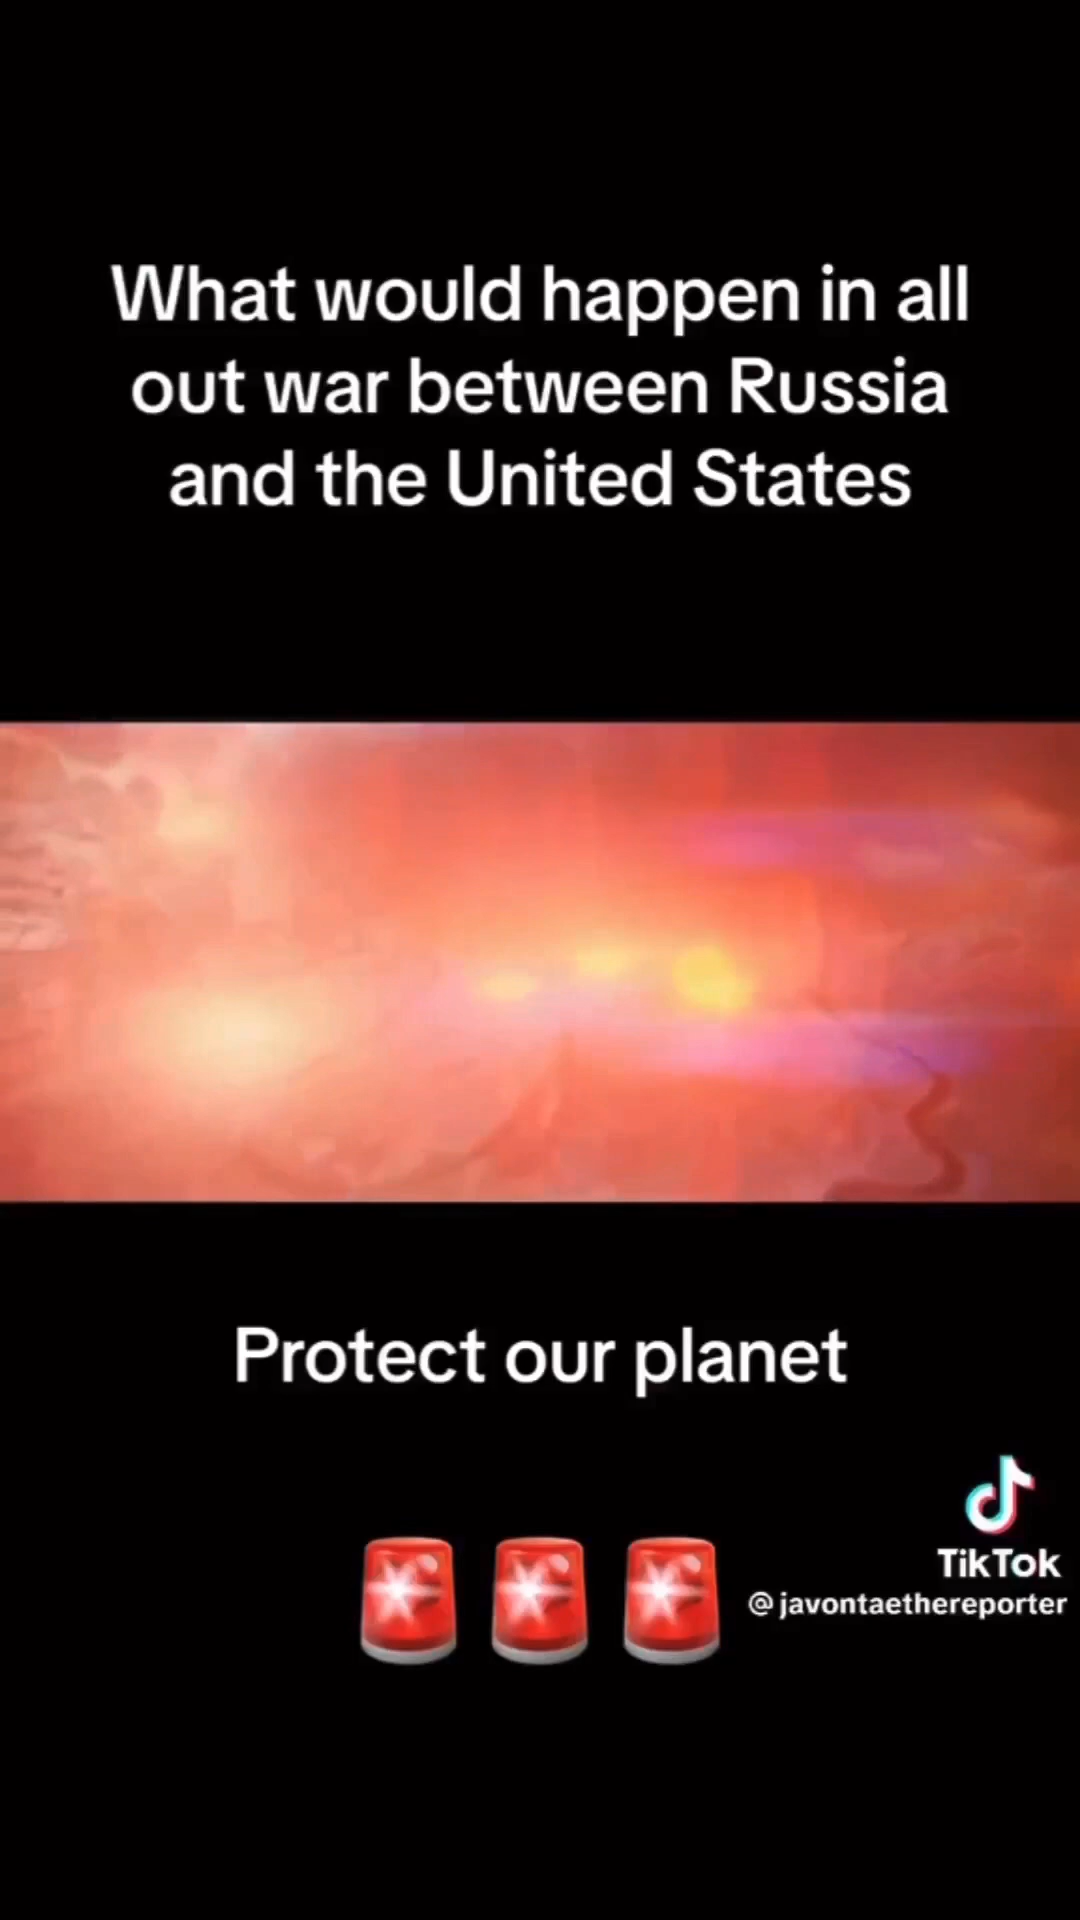 What would happen in all
out war between Russia
and the United States
Protect our planet
TikTok
@javontaethereporter